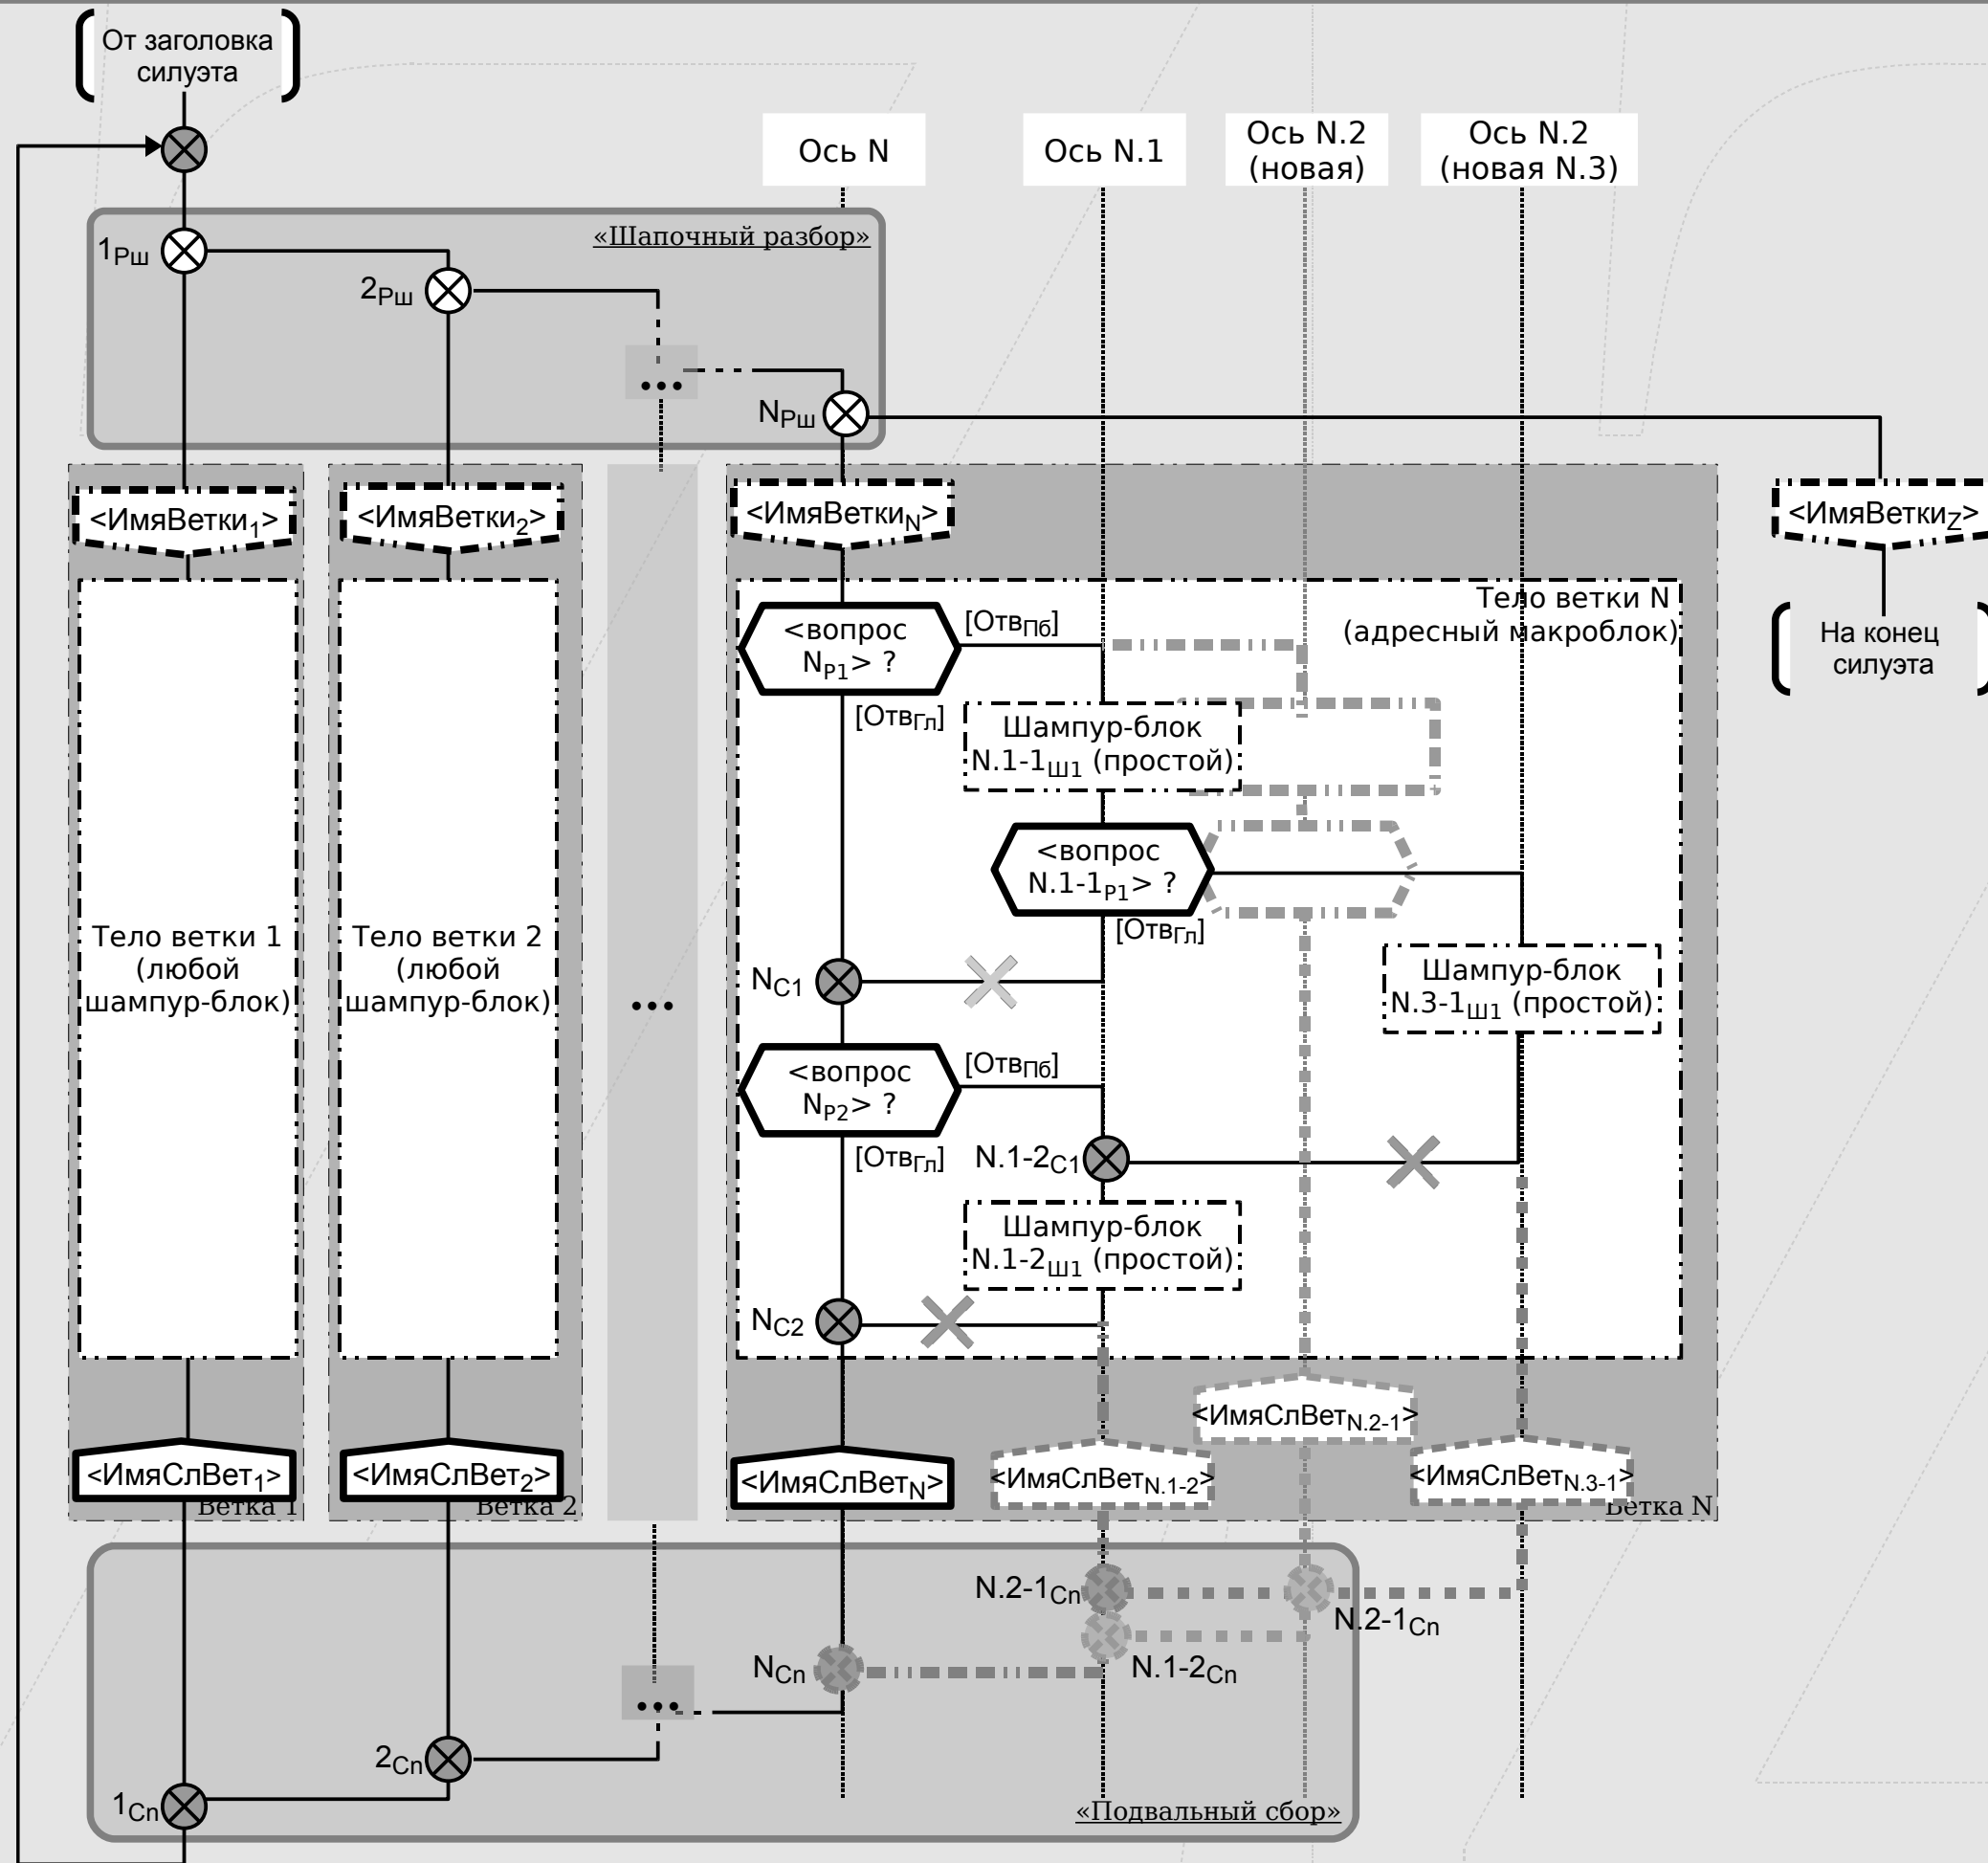 От заголовка
силуэта
Ось N
Ось N.1
Ось N.2
(новая)
Ось N.2
(новая N.3)
«Шапочный разбор»
1Рш
2Рш
...
NРш
<ИмяВетки1>
<ИмяВетки2>
<ИмяВеткиN>
<ИмяВеткиZ>
На конец
силуэта
Тело ветки N
(адресный макроблок)
<вопрос
NР1> ?
[ОтвПб]
[ОтвГл]
Шампур-блок
N.1-1Ш1 (простой)
<вопрос
N.1-1Р1> ?
[ОтвГл]
Тело ветки 1
(любой
шампур-блок)
Тело ветки 2
(любой
шампур-блок)
...
NС1
Шампур-блок
N.3-1Ш1 (простой)
<вопрос
NР2> ?
[ОтвПб]
[ОтвГл]
N.1-2С1
Шампур-блок
N.1-2Ш1 (простой)
NС2
<ИмяСлВет1>
<ИмяСлВет2>
<ИмяСлВетN>
<ИмяСлВетN.1-2>
<ИмяСлВетN.2-1>
<ИмяСлВетN.3-1>
Ветка 1
Ветка 2
Ветка N
N.2-1Сп
N.2-1Сп
NСп
N.1-2Сп
...
2Сп
1Сп
«Подвальный сбор»